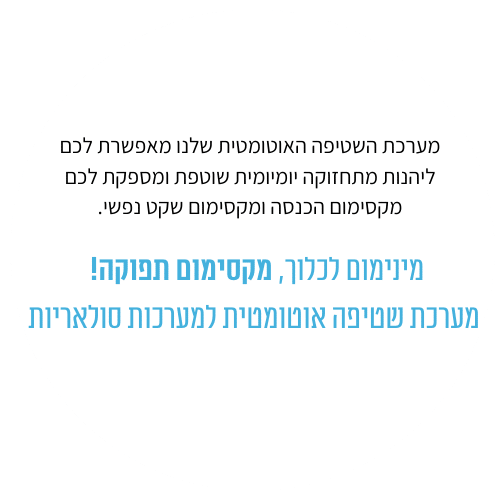 מערכת השטיפה האוטומטית שלנו מאפשרת לכם
ליהנות מתחזוקה יומיומית שוטפת ומספקת לכם
מקסימום הכנסה ומקסימום שקט נפשי.
מינימום לכלוך, מקסימום תפוקה!
מערכת שטיפה אוטומטית למערכות סולאריות